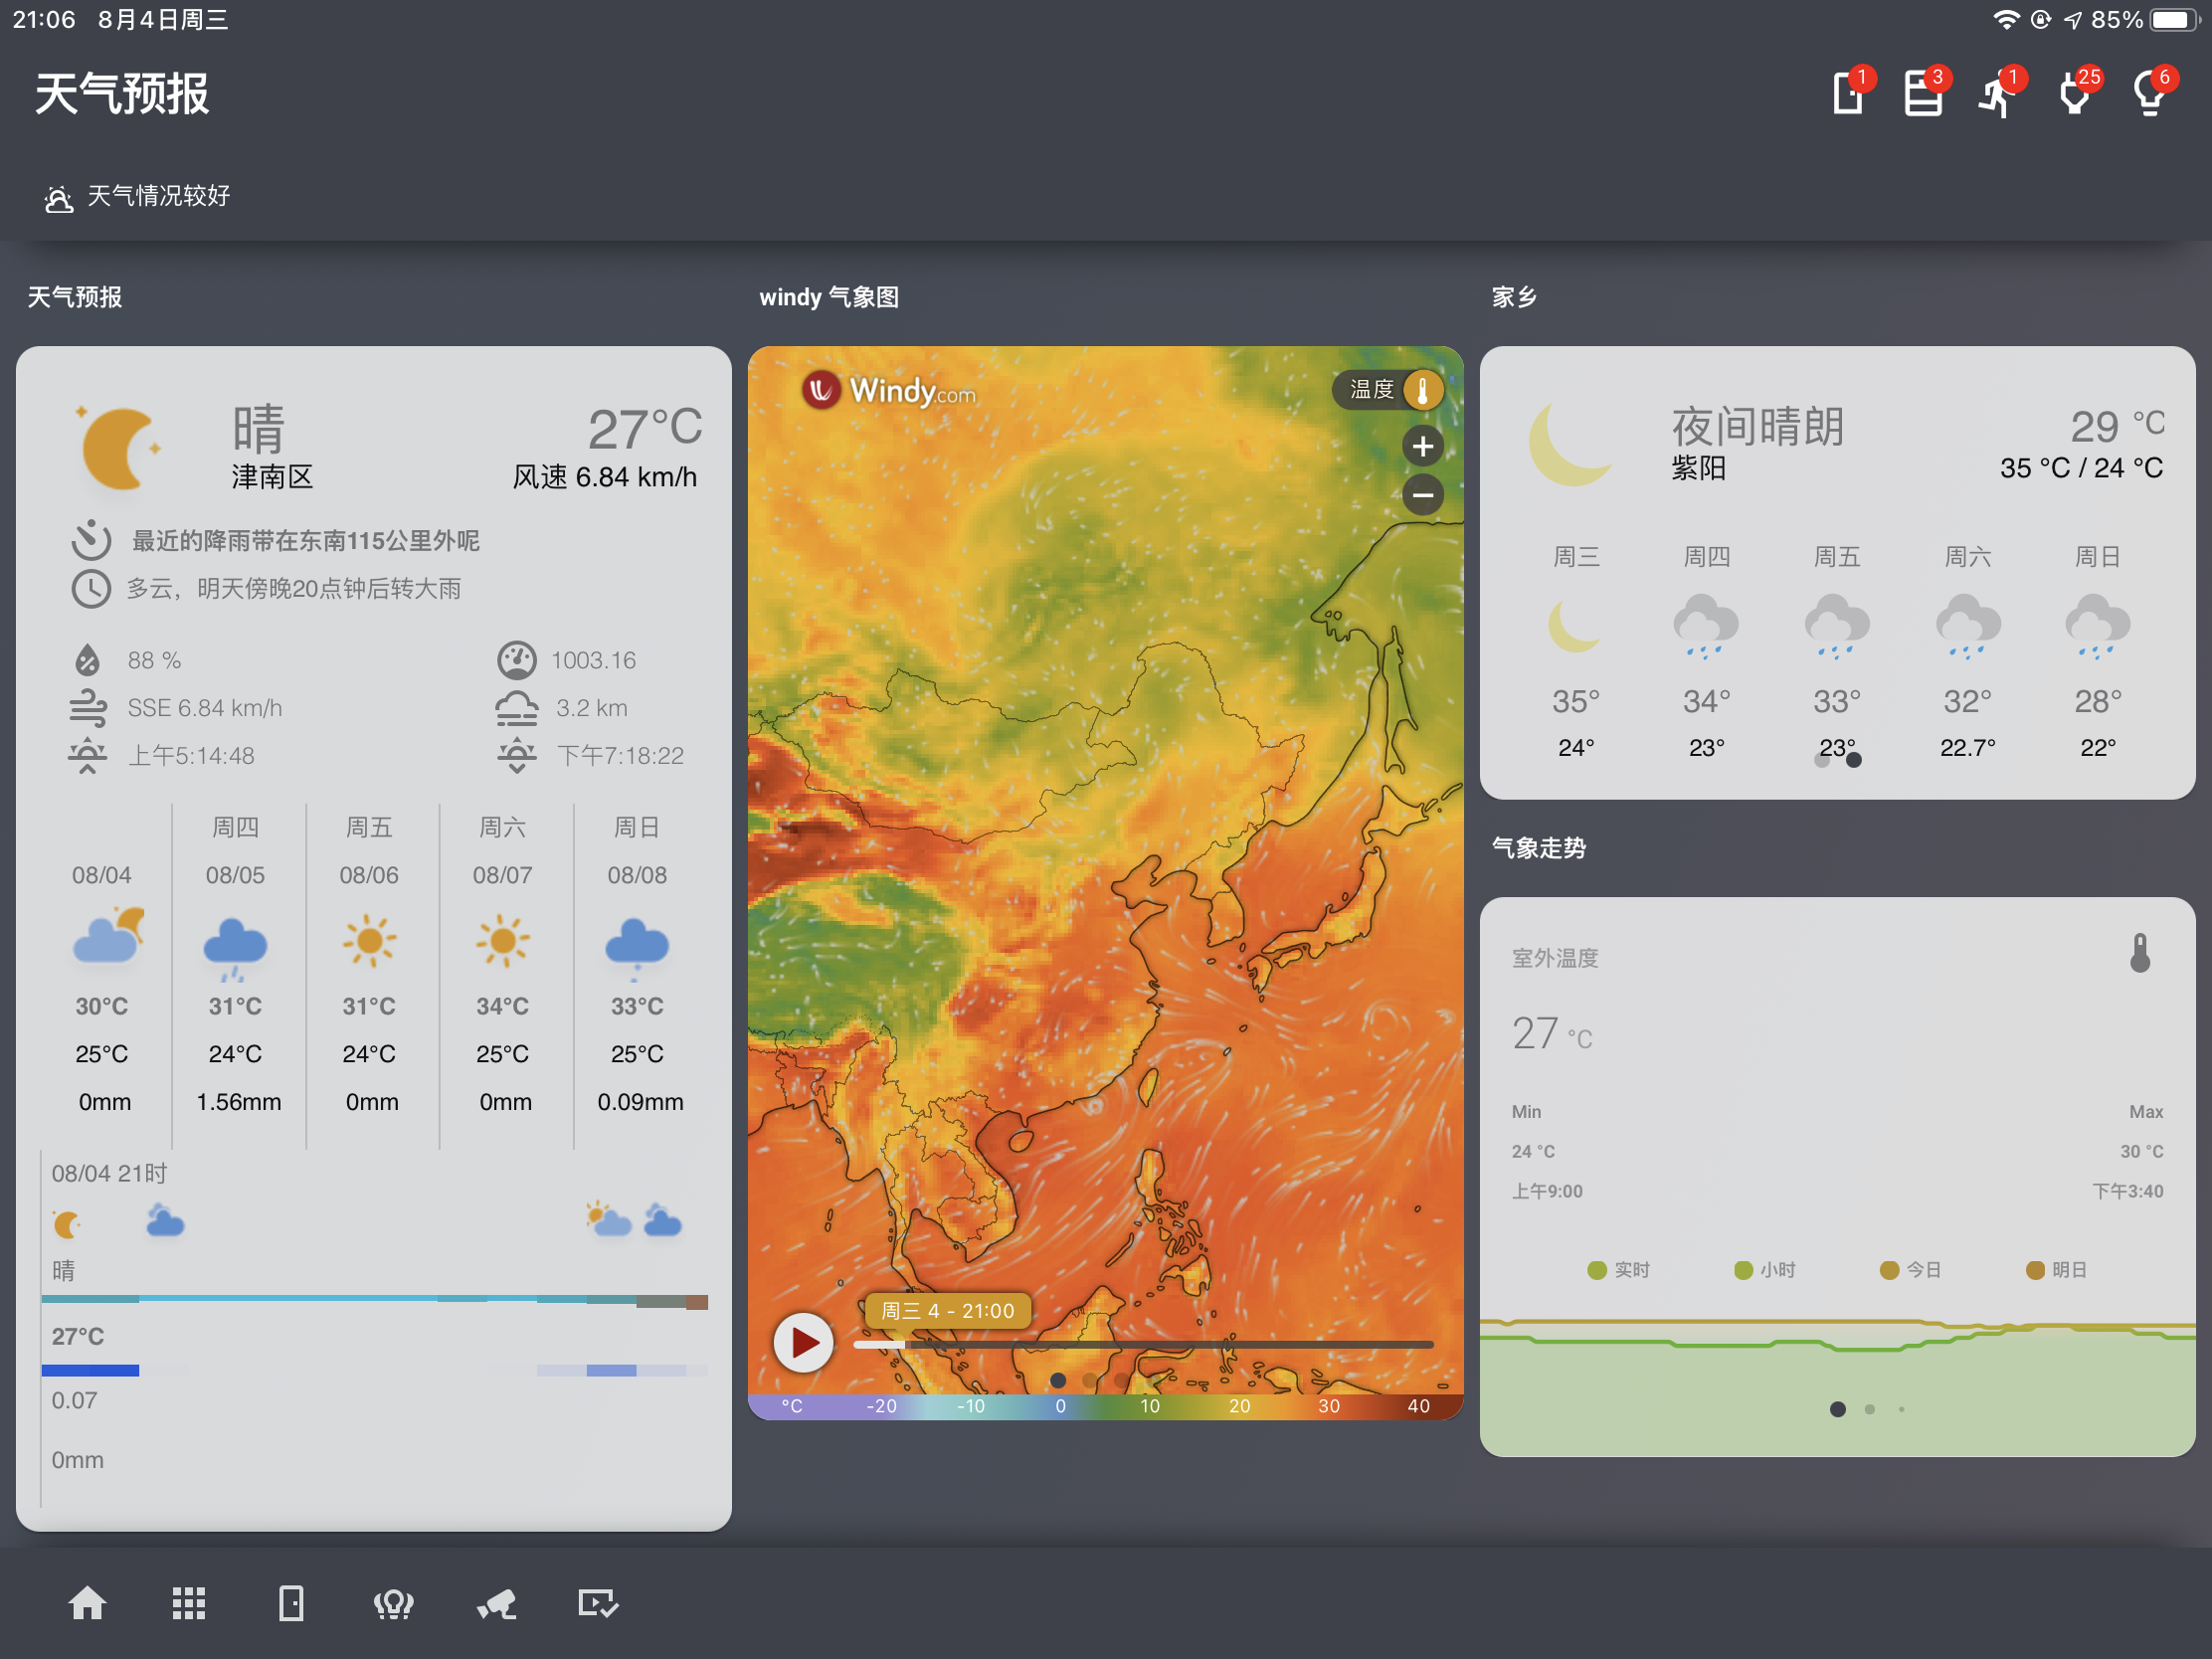 21:06 8月4日周三
85%
天气预报
1
3
1
25
6
天气情况较好
天气预报
晴
27°C
津南区
风速 6.84 km/h
最近的降雨带在东南115公里外呢
多云，明天傍晚20点钟后转大雨
88 %
1003.16
SSE 6.84 km/h
3.2 km
上午5:14:48
下午7:18:22
周四 周五 周六 周日
08/04 08/05 08/06 08/07 08/08
30°C 31°C 31°C 34°C 33°C
25°C 24°C 24°C 25°C 25°C
0mm 1.56mm 0mm 0mm 0.09mm
08/04 21时
晴
27°C
0.07
0mm
windy 气象图
Windy.com
温度
+
−
周三 4 - 21:00
°C -20 -10 0 10 20 30 40
家乡
夜间晴朗
29 °C
紫阳
35 °C / 24 °C
周三 周四 周五 周六 周日
35° 34° 33° 32° 28°
24° 23° 23° 22.7° 22°
气象走势
室外温度
27 °C
Min Max
24 °C 30 °C
上午9:00 下午3:40
实时 小时 今日 明日